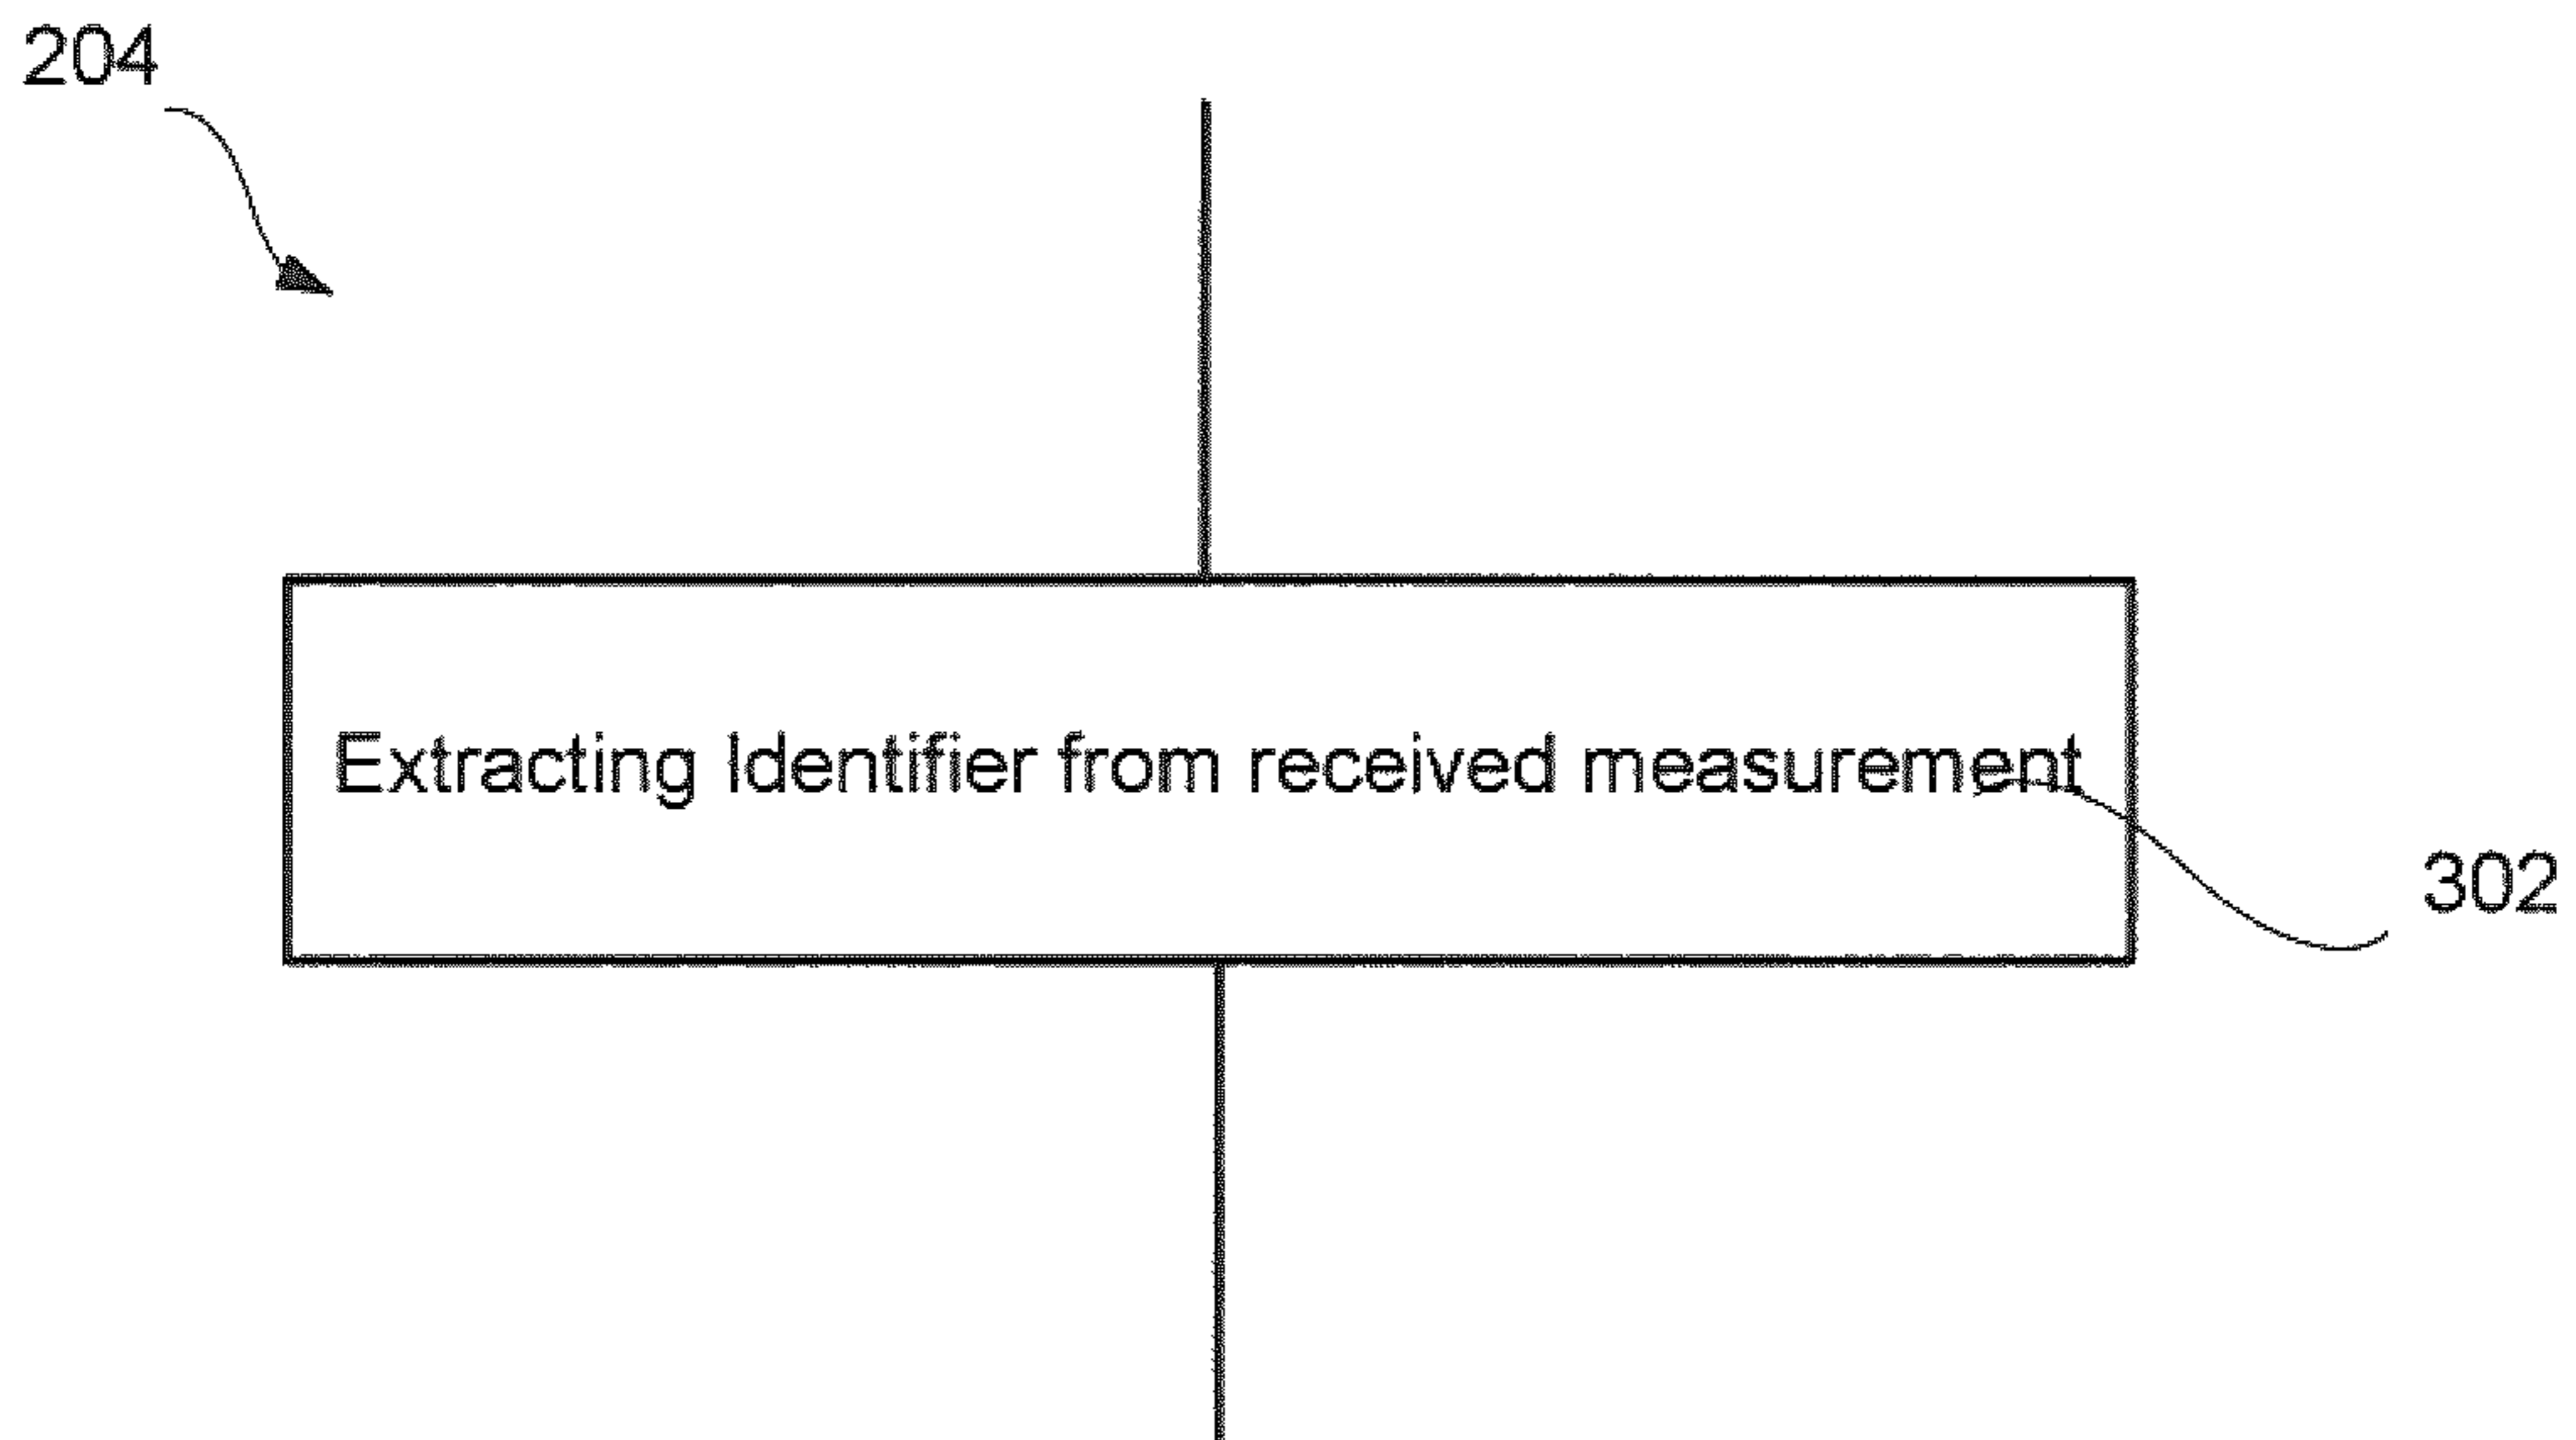 204
Extracting Identifier from received measurement
302